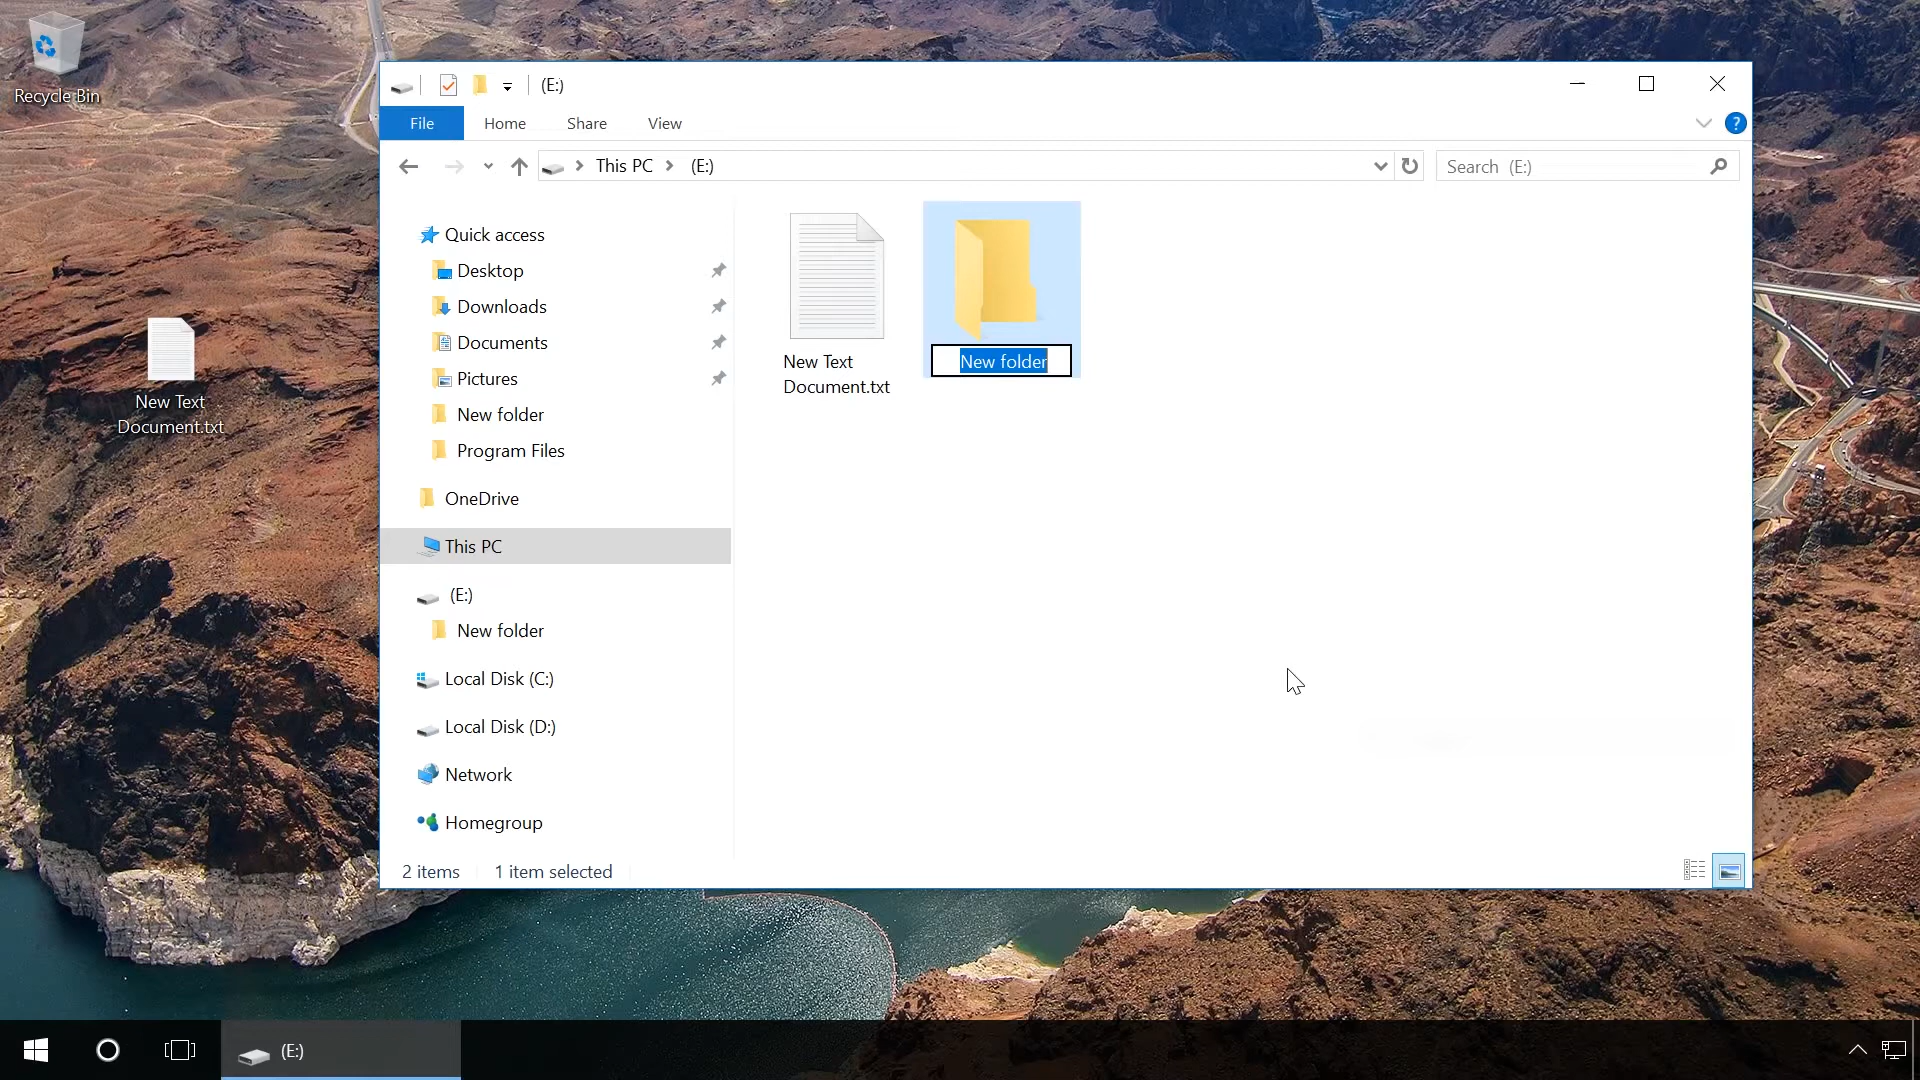 Recycle Bin
New Text
Document.txt
(E:)
File
Home
Share
View
?
This PC
(E:)
Search (E:)
Quick access
Desktop
Downloads
Documents
Pictures
New folder
Program Files
OneDrive
This PC
(E:)
New folder
Local Disk (C:)
Local Disk (D:)
Network
Homegroup
New Text
Document.txt
New folder
2 items
1 item selected
(E:)